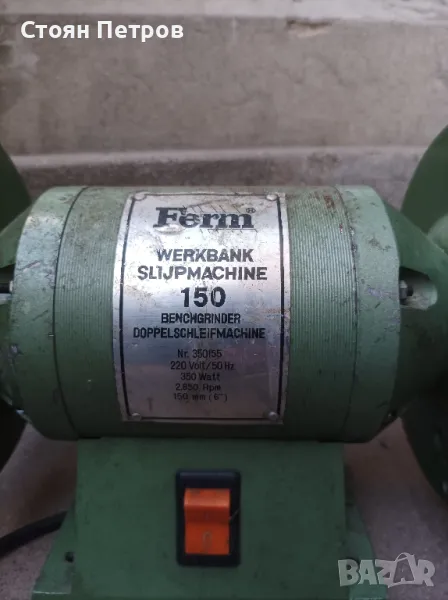 Стоян Петров
Ferm®
WERKBANK
SLIJPMACHINE
150
BENCHGRINDER
DOPPELSCHLEIFMACHINE
Nr. 350155
220 Volt/50 Hz
350 Watt
2.850 Rpm
150 mm (6")
BAZAR